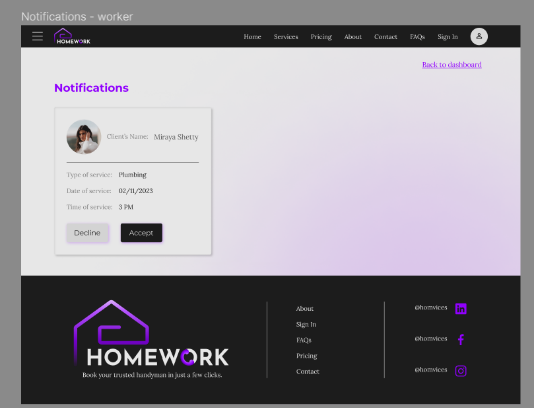 Notifications - worker
HOMEWORK
Home Services Pricing About Contact FAQs Sign In
Back to dashboard
Notifications
Client's Name: Miraya Shetty
Type of service: Plumbing
Date of service: 02/11/2023
Time of service: 3 PM
Decline Accept
HOMEWORK
Book your trusted handyman in just a few clicks.
About
Sign In
FAQs
Pricing
Contact
@homvices
@homvices
@homvices